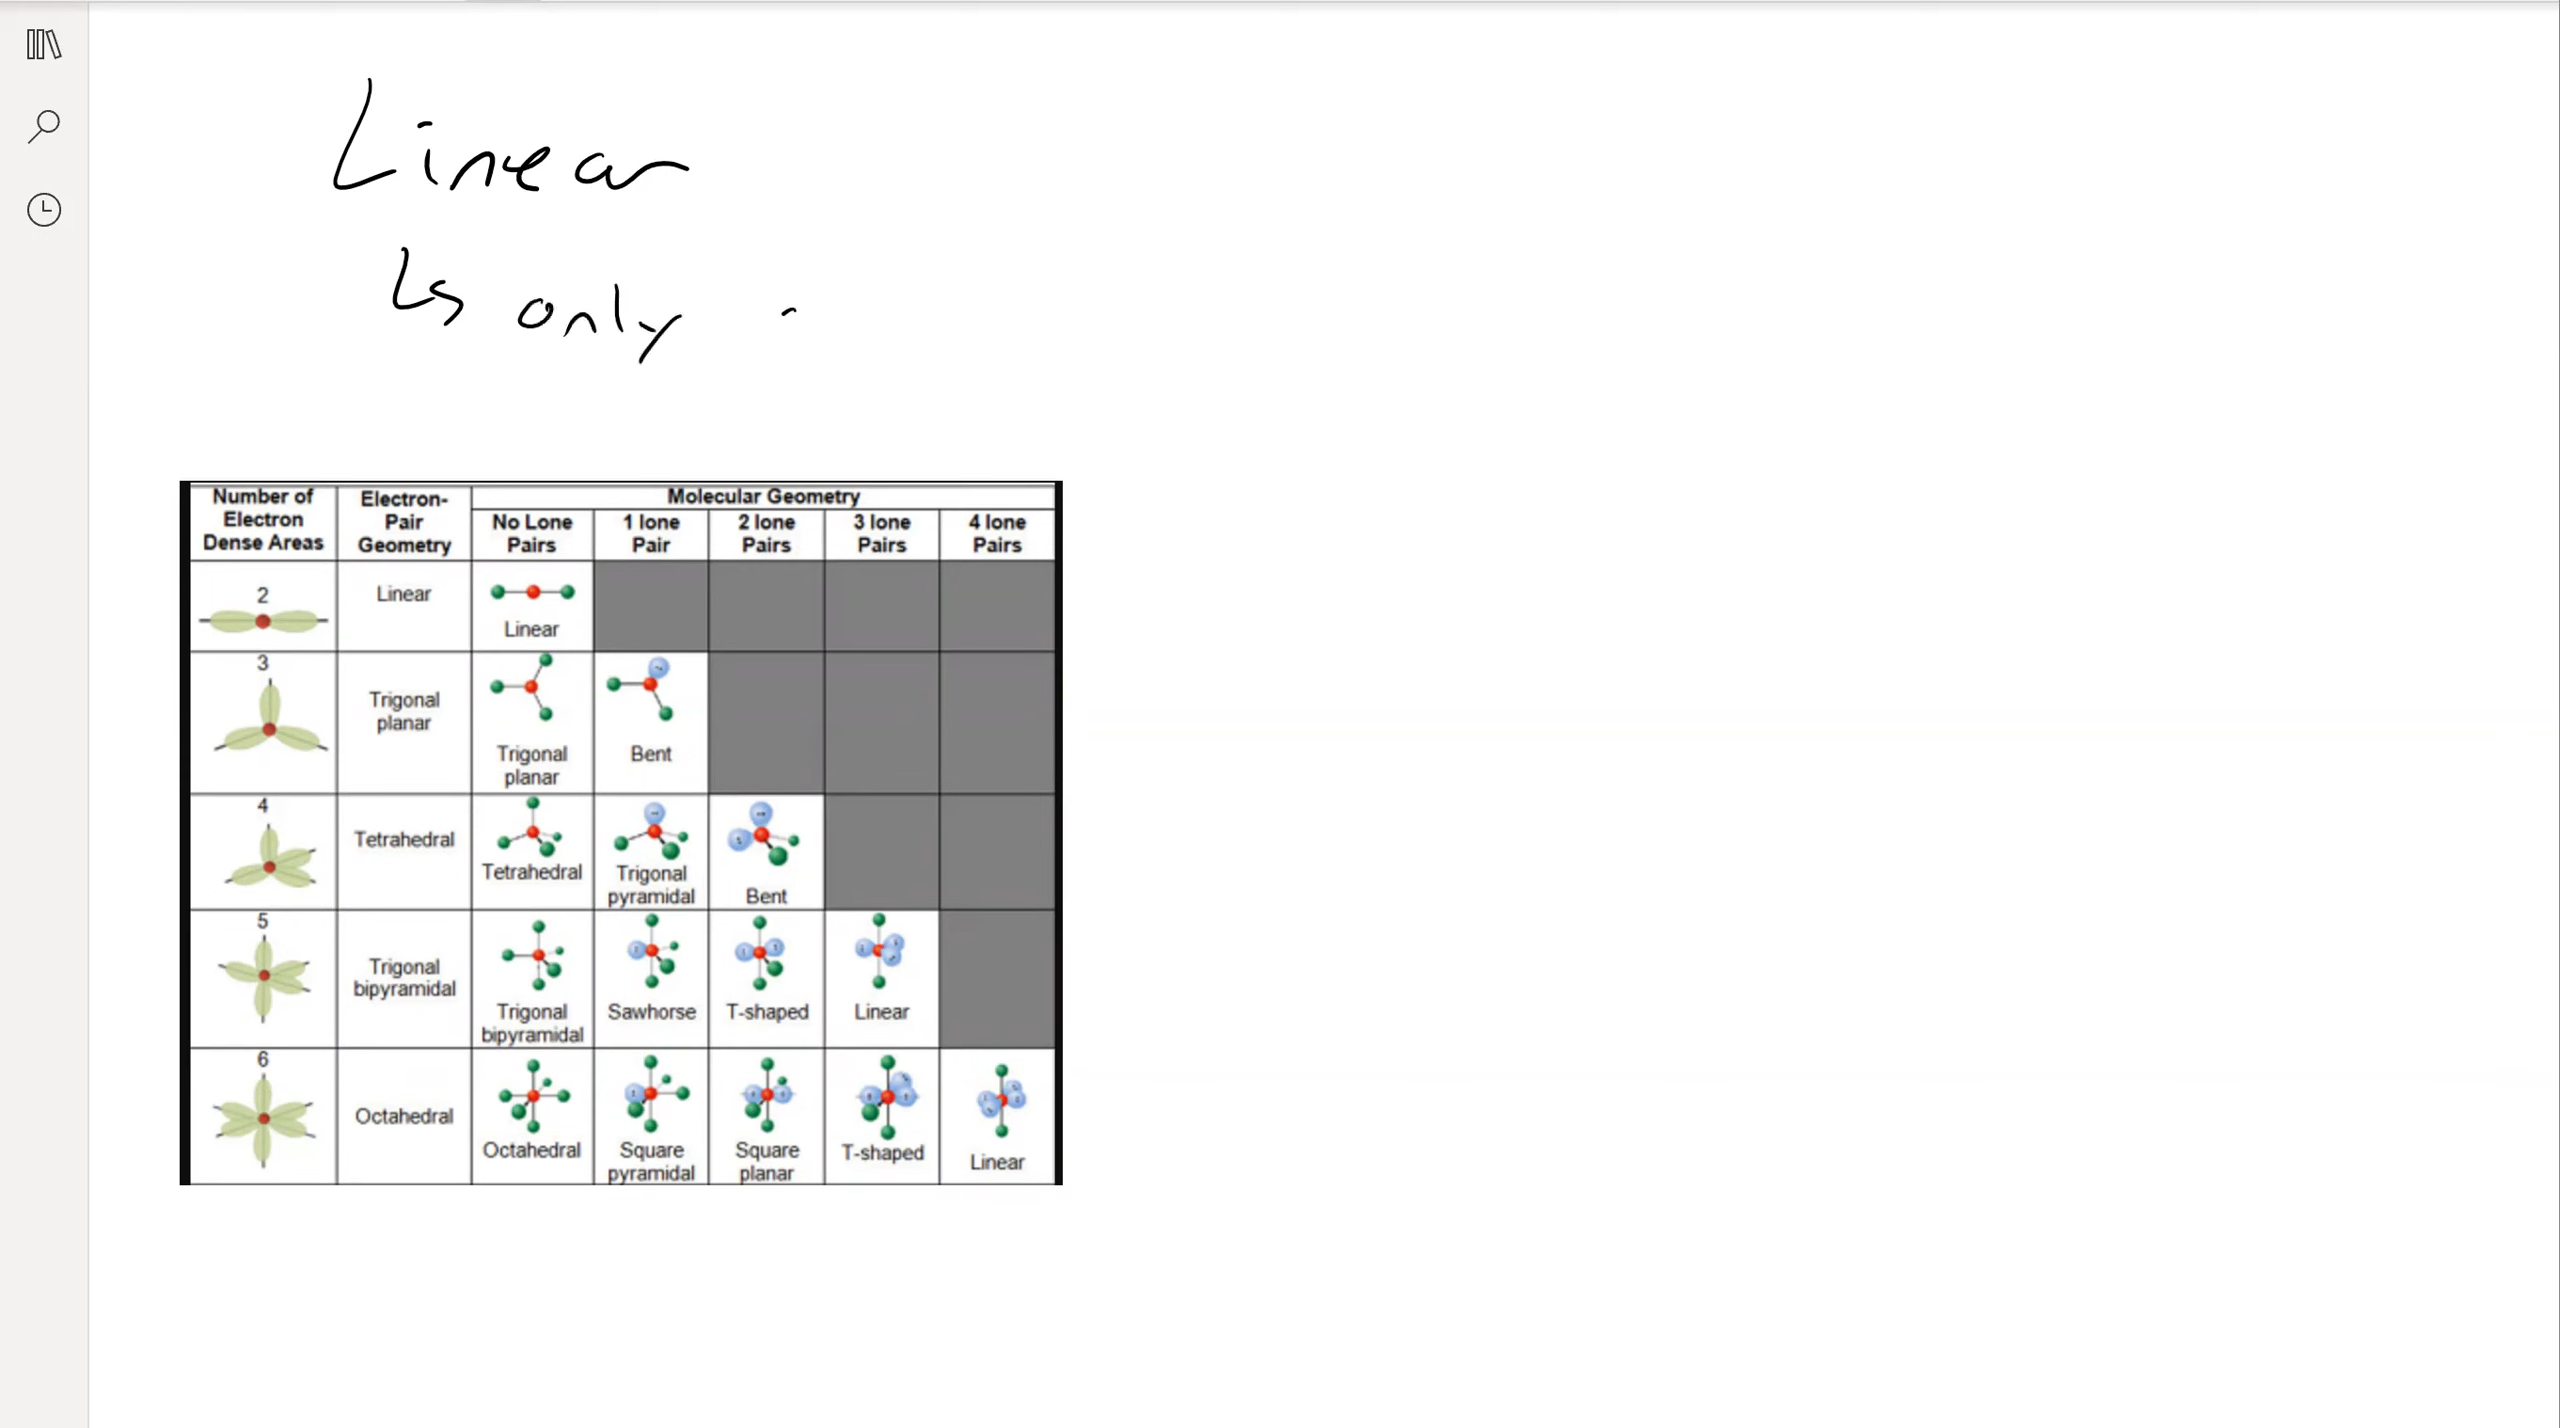 Linear
↳ only
Number of Electron Dense Areas Electron-Pair Geometry Molecular Geometry
No Lone Pairs 1 lone Pair 2 lone Pairs 3 lone Pairs 4 lone Pairs
2 Linear Linear
3 Trigonal planar Trigonal planar Bent
4 Tetrahedral Tetrahedral Trigonal pyramidal Bent
5 Trigonal bipyramidal Trigonal bipyramidal Sawhorse T-shaped Linear
6 Octahedral Octahedral Square pyramidal Square planar T-shaped Linear